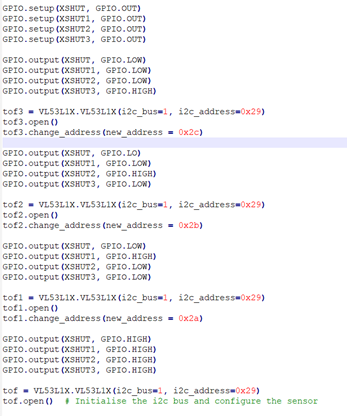 GPIO.setup(XSHUT, GPIO.OUT)
GPIO.setup(XSHUT1, GPIO.OUT)
GPIO.setup(XSHUT2, GPIO.OUT)
GPIO.setup(XSHUT3, GPIO.OUT)
GPIO.output(XSHUT, GPIO.LOW)
GPIO.output(XSHUT1, GPIO.LOW)
GPIO.output(XSHUT2, GPIO.LOW)
GPIO.output(XSHUT3, GPIO.HIGH)
tof3 = VL53L1X.VL53L1X(i2c_bus=1, i2c_address=0x29)
tof3.open()
tof3.change_address(new_address = 0x2c)
GPIO.output(XSHUT, GPIO.LO)
GPIO.output(XSHUT1, GPIO.LOW)
GPIO.output(XSHUT2, GPIO.HIGH)
GPIO.output(XSHUT3, GPIO.LOW)
tof2 = VL53L1X.VL53L1X(i2c_bus=1, i2c_address=0x29)
tof2.open()
tof2.change_address(new_address = 0x2b)
GPIO.output(XSHUT, GPIO.LOW)
GPIO.output(XSHUT1, GPIO.HIGH)
GPIO.output(XSHUT2, GPIO.LOW)
GPIO.output(XSHUT3, GPIO.LOW)
tof1 = VL53L1X.VL53L1X(i2c_bus=1, i2c_address=0x29)
tof1.open()
tof1.change_address(new_address = 0x2a)
GPIO.output(XSHUT, GPIO.HIGH)
GPIO.output(XSHUT1, GPIO.HIGH)
GPIO.output(XSHUT2, GPIO.HIGH)
GPIO.output(XSHUT3, GPIO.HIGH)
tof = VL53L1X.VL53L1X(i2c_bus=1, i2c_address=0x29)
tof.open()  # Initialise the i2c bus and configure the sensor